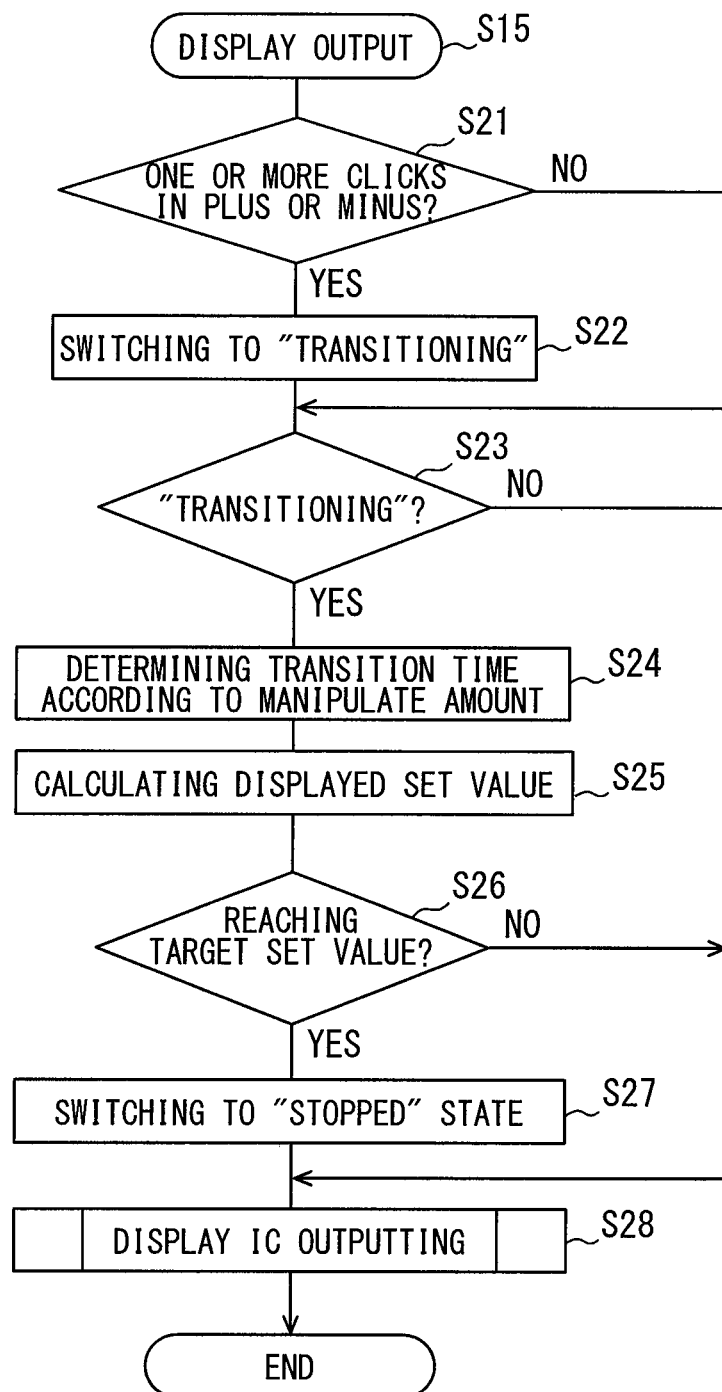 DISPLAY OUTPUT
S15
S21
ONE OR MORE CLICKS
IN PLUS OR MINUS?
NO
YES
SWITCHING TO "TRANSITIONING"
S22
S23
"TRANSITIONING"?
NO
YES
DETERMINING TRANSITION TIME
ACCORDING TO MANIPULATE AMOUNT
S24
CALCULATING DISPLAYED SET VALUE
S25
S26
REACHING
TARGET SET VALUE?
NO
YES
SWITCHING TO "STOPPED" STATE
S27
DISPLAY IC OUTPUTTING
S28
END